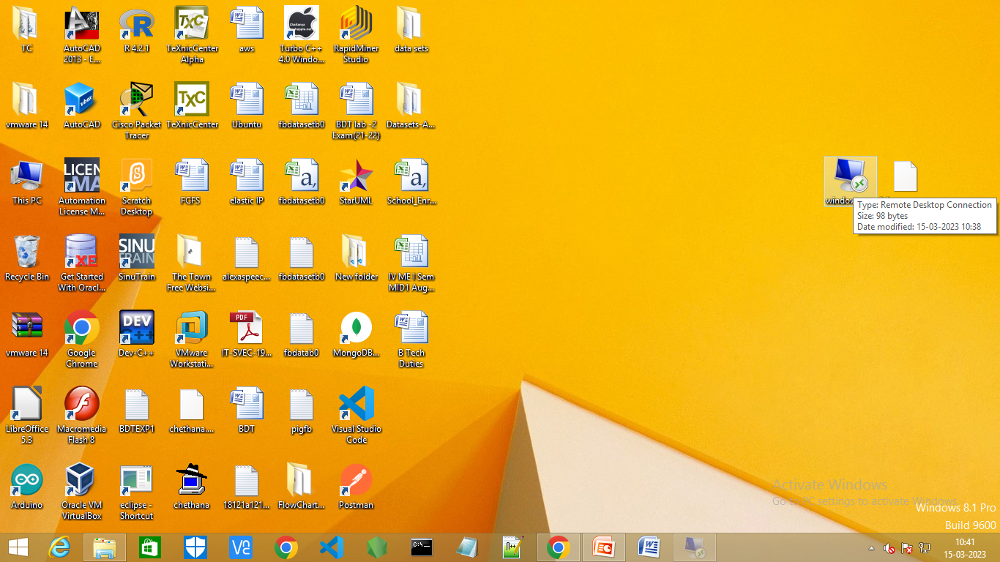 TC
AutoCAD
2013 - E...
R 4.2.1
TeXnicCenter
Alpha
aws
Turbo C++
4.0 Windo...
RapidMiner
Studio
data sets
vmware 14
AutoCAD
Cisco Packet
Tracer
TeXnicCenter
Ubuntu
fbdatasetb0
BDT lab -2
Exam(21-22)
Datasets-A...
This PC
Automation
License M...
Scratch
Desktop
FCFS
elastic IP
fbdatasetb0
StarUML
School_Enr...
Type: Remote Desktop Connection
Size: 98 bytes
Date modified: 15-03-2023 10:38
Recycle Bin
Get Started
With Oracl...
SinuTrain
The Town
Free Websi...
alexaspeec...
fbdatasetb0
New folder
IV ME I Sem
MID1 Aug...
vmware 14
Google
Chrome
Dev-C++
VMware
Workstati...
IT-SVEC-19...
fbdatab0
MongoDB...
B Tech
Duties
LibreOffice
5.3
Macromedia
Flash 8
BDTEXP1
chethana....
BDT
pigfb
Visual Studio
Code
Arduino
Oracle VM
VirtualBox
eclipse -
Shortcut
chethana
18121a121...
FlowChart...
Postman
Activate Windows
Go to PC settings to activate Windows.
Windows 8.1 Pro
Build 9600
10:41
15-03-2023